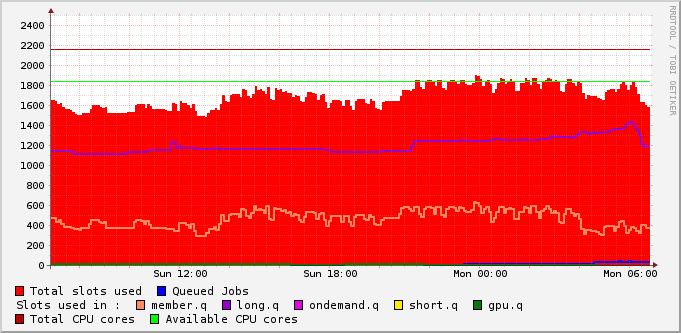 RRDTOOL / TOBI OETIKER
2400
2200
2000
1800
1600
1400
1200
1000
800
600
400
200
0
Sun 12:00 Sun 18:00 Mon 00:00 Mon 06:00
Total slots used Queued Jobs
Slots used in : member.q long.q ondemand.q short.q gpu.q
Total CPU cores Available CPU cores